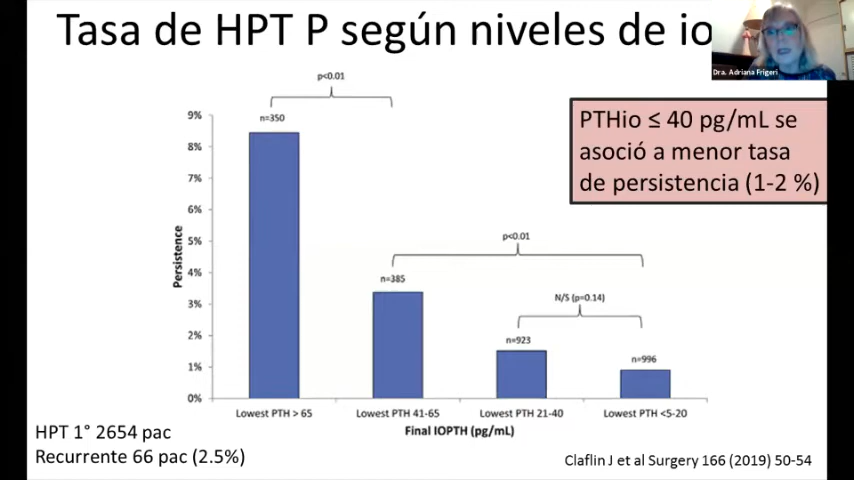 Tasa de HPT P según niveles de io
Dra. Adriana Frigeri
PTHio ≤ 40 pg/mL se
asoció a menor tasa
de persistencia (1-2 %)
p<0.01
n=350
9%
8%
7%
6%
5%
4%
3%
2%
1%
0%
Persistence
p<0.01
n=385
N/S (p=0.14)
n=923
n=996
Lowest PTH > 65
Lowest PTH 41-65
Lowest PTH 21-40
Lowest PTH <5-20
Final IOPTH (pg/mL)
HPT 1° 2654 pac
Recurrente 66 pac (2.5%)
Claflin J et al Surgery 166 (2019) 50-54